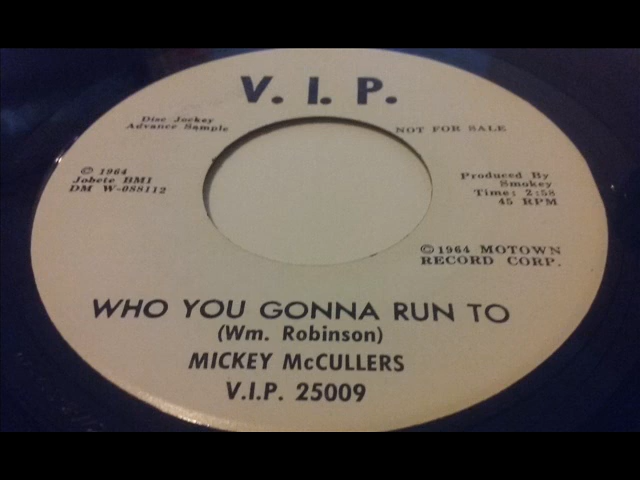 V. I. P.
Disc Jockey
Advance Sample
NOT FOR SALE
© 1964
Jobete BMI
DM W-088112
Produced By
Smokey
Time: 2:58
45 RPM
© 1964 MOTOWN
RECORD CORP.
WHO YOU GONNA RUN TO
(Wm. Robinson)
MICKEY McCULLERS
V.I.P. 25009